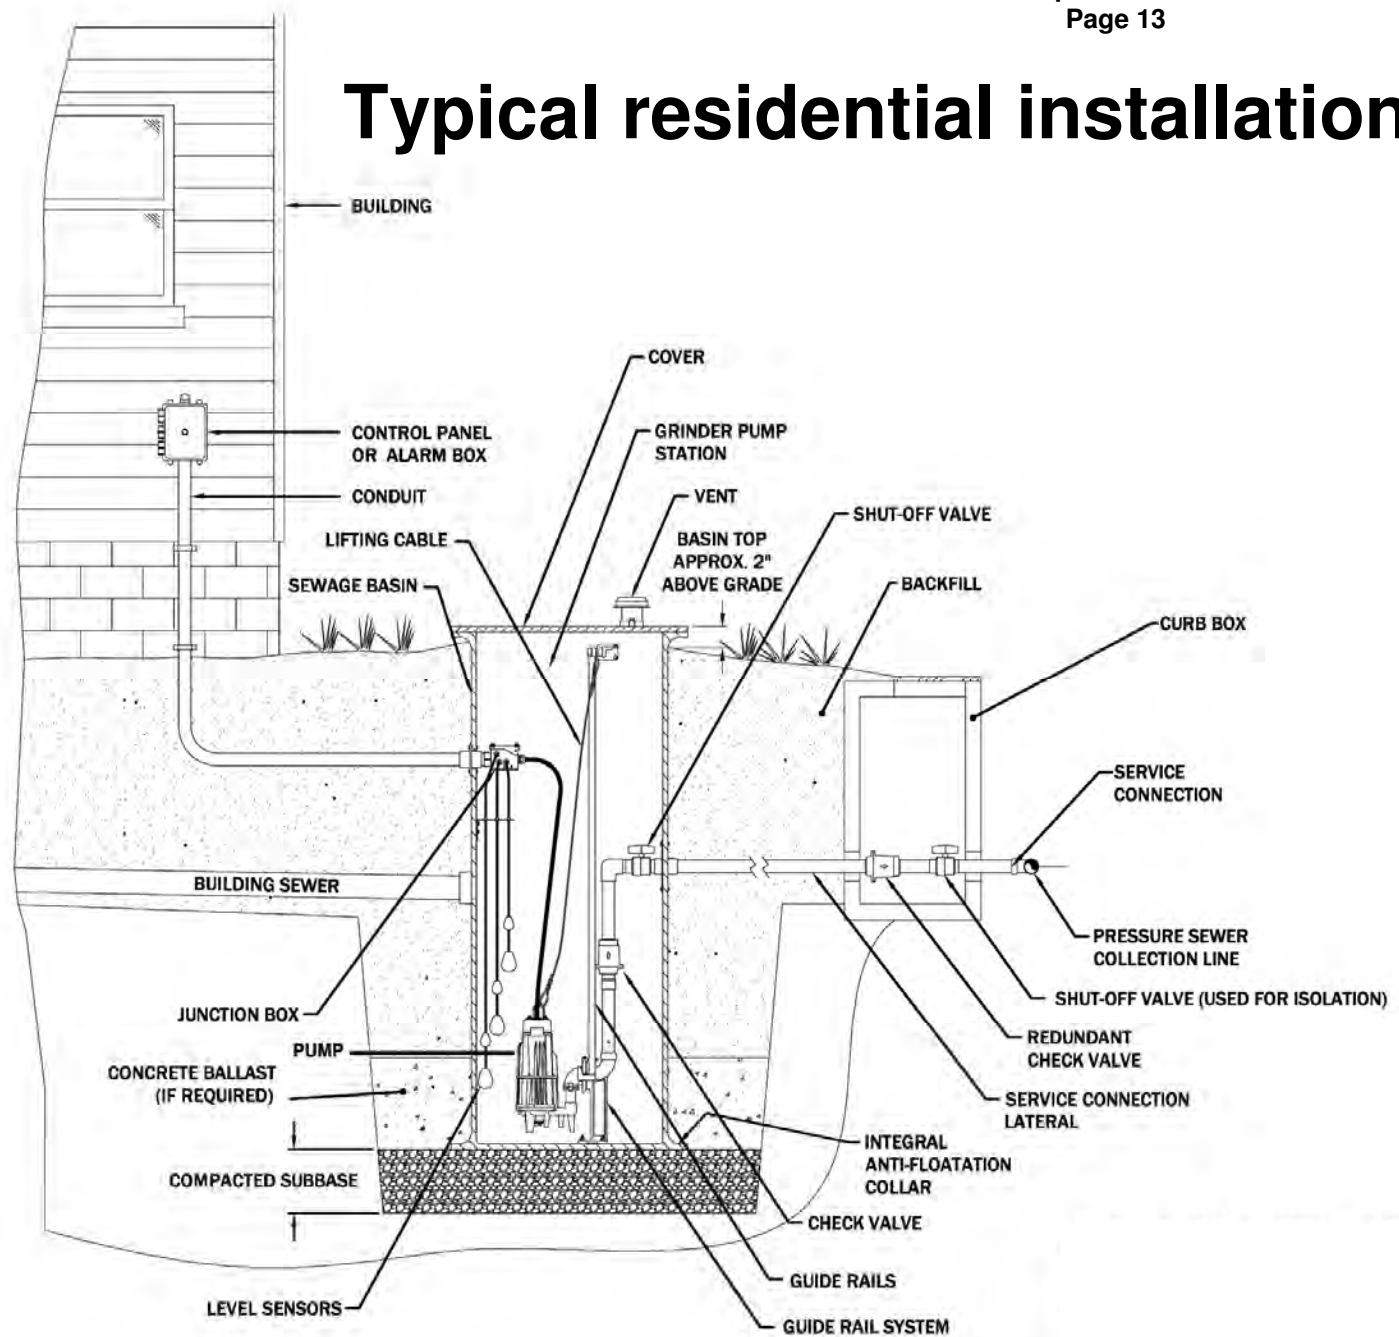 Page 13
Typical residential installation
BUILDING
COVER
CONTROL PANEL
OR ALARM BOX
GRINDER PUMP
STATION
CONDUIT
VENT
SHUT-OFF VALVE
LIFTING CABLE
BASIN TOP
APPROX. 2"
ABOVE GRADE
SEWAGE BASIN
BACKFILL
CURB BOX
SERVICE
CONNECTION
BUILDING SEWER
PRESSURE SEWER
COLLECTION LINE
SHUT-OFF VALVE (USED FOR ISOLATION)
JUNCTION BOX
REDUNDANT
CHECK VALVE
PUMP
CONCRETE BALLAST
(IF REQUIRED)
SERVICE CONNECTION
LATERAL
INTEGRAL
ANTI-FLOATATION
COLLAR
COMPACTED SUBBASE
CHECK VALVE
GUIDE RAILS
LEVEL SENSORS
GUIDE RAIL SYSTEM